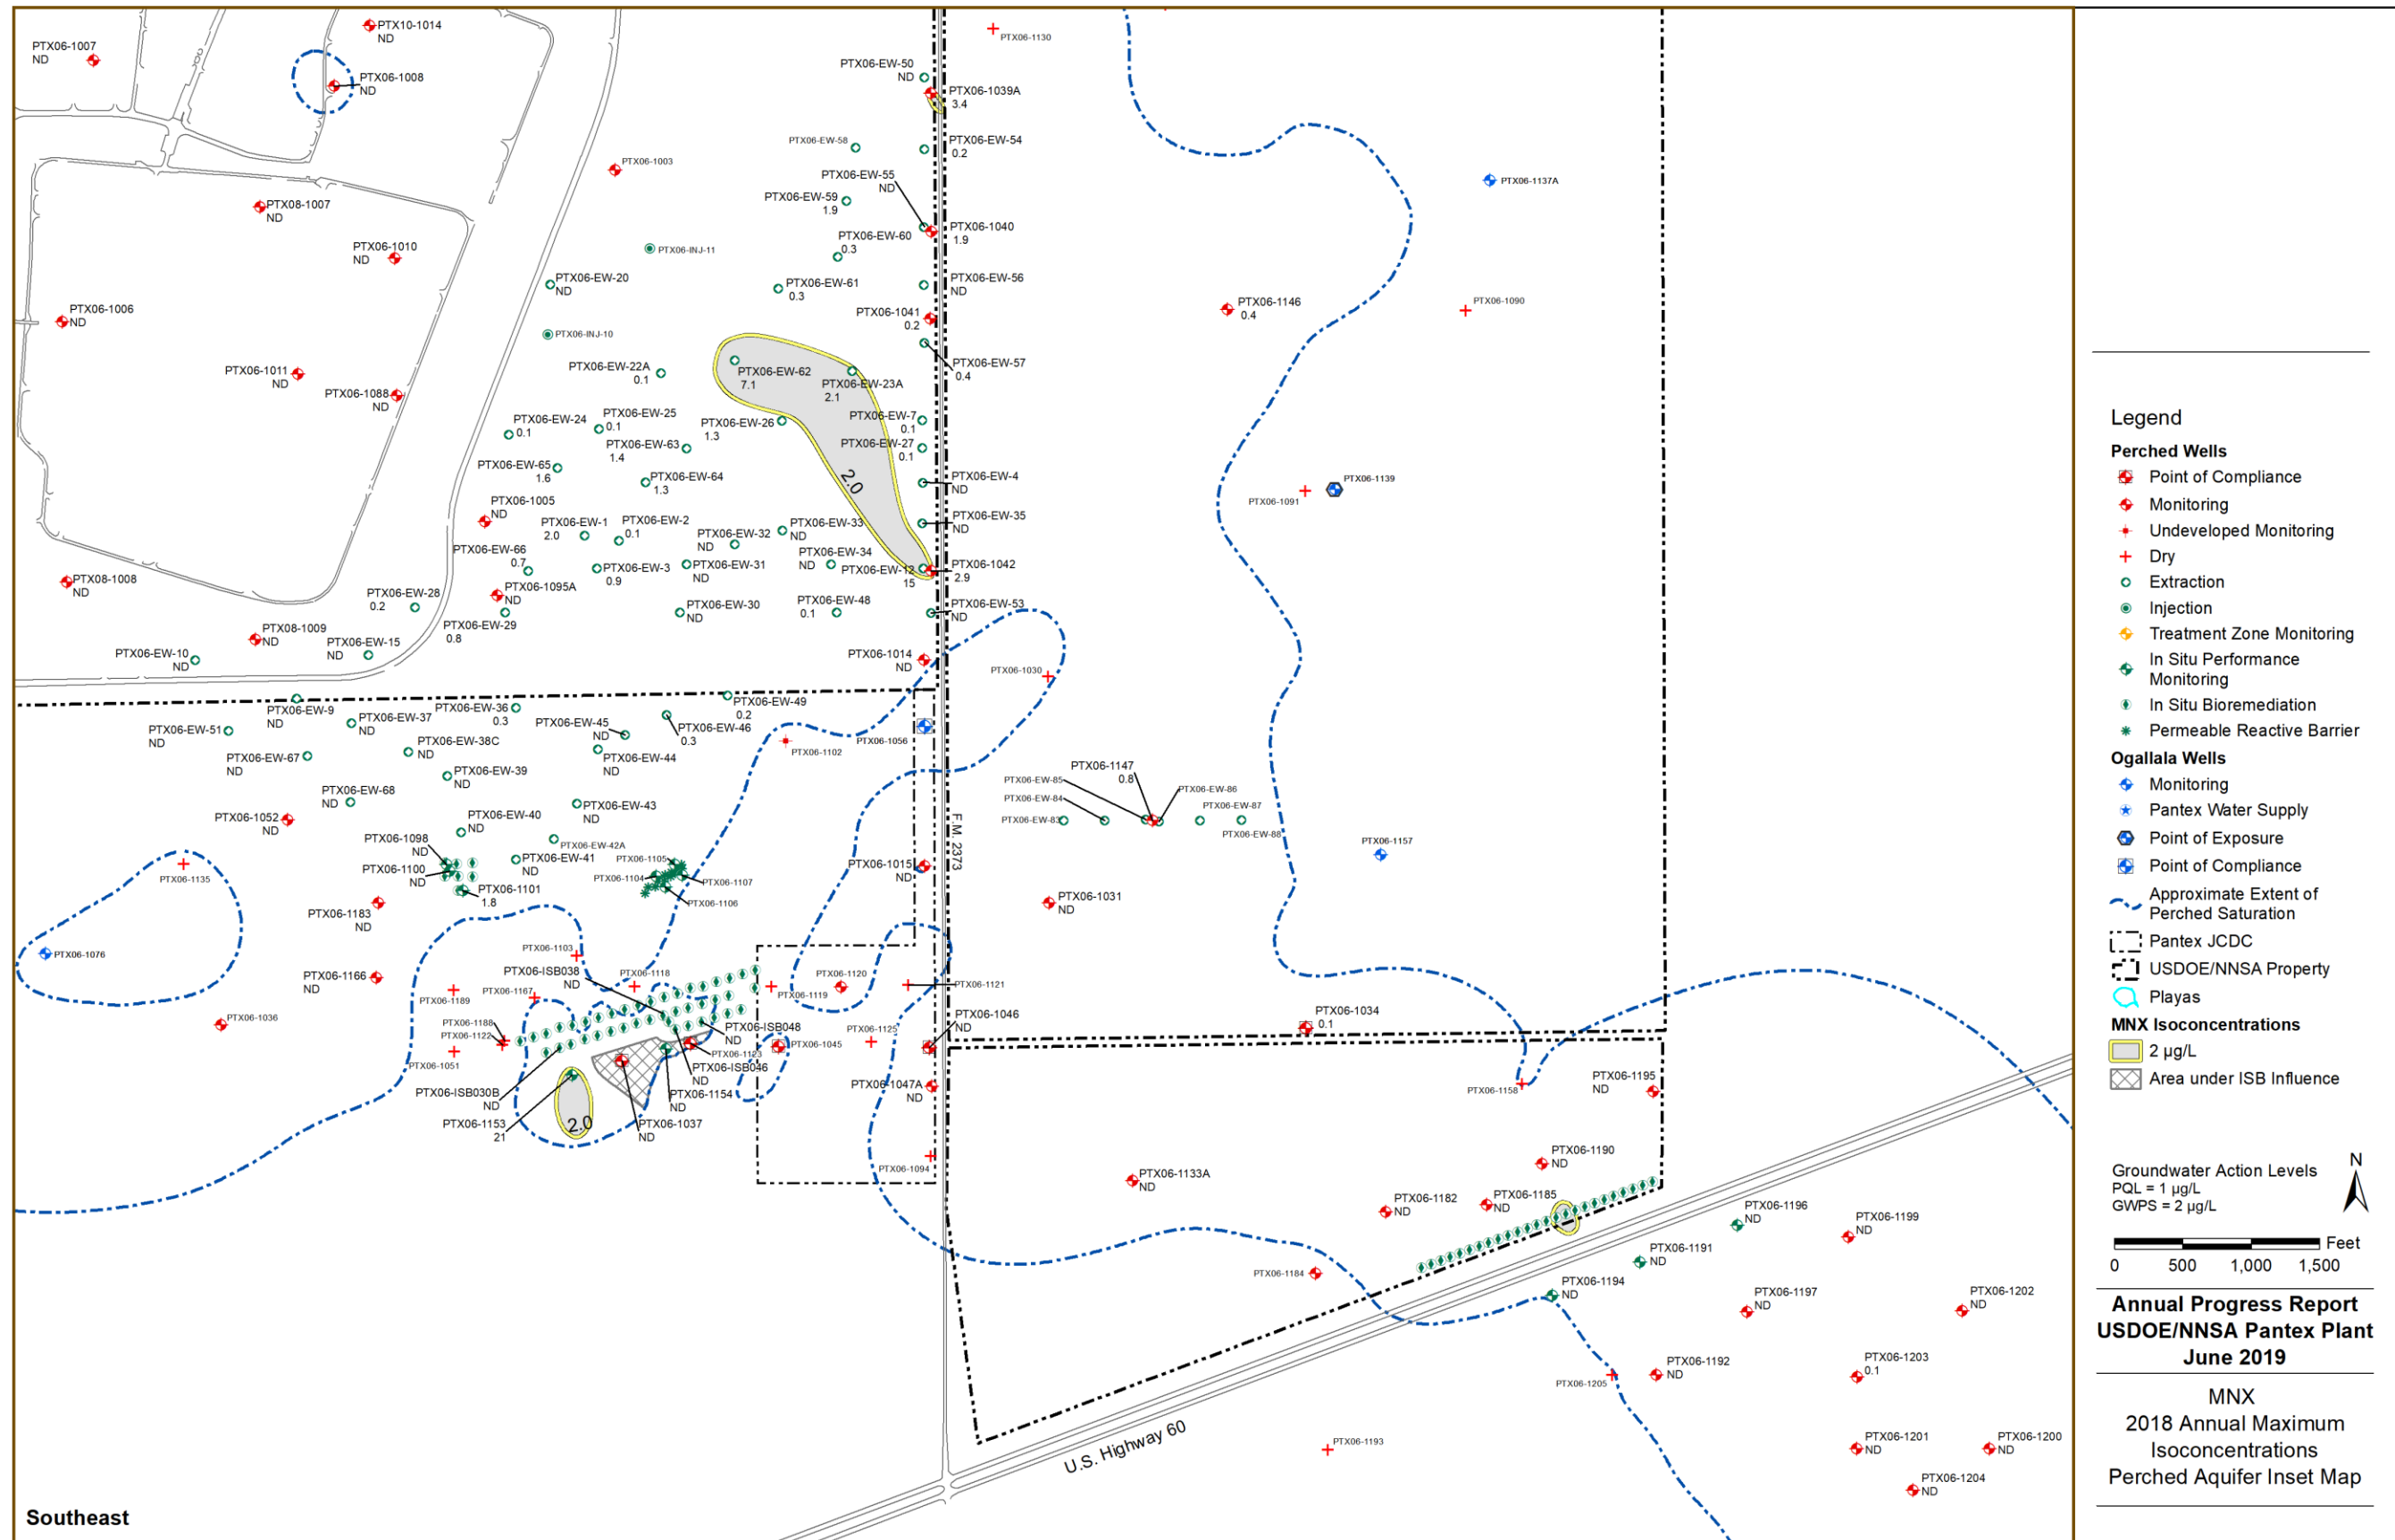 PTX10-1014
ND
PTX06-1007
ND
PTX06-1008
ND
PTX06-1130
PTX06-EW-50
ND
PTX06-1039A
3.4
PTX06-EW-58
PTX06-EW-54
0.2
PTX06-1003
PTX06-EW-55
ND
PTX06-1137A
PTX06-EW-59
1.9
PTX08-1007
ND
PTX06-1040
1.9
PTX06-EW-60
0.3
PTX06-1010
ND
PTX06-INJ-11
PTX06-EW-20
ND
PTX06-EW-61
0.3
PTX06-EW-56
ND
PTX06-1146
0.4
PTX06-1090
PTX06-1006
ND
PTX06-1041
0.2
PTX06-INJ-10
PTX06-EW-57
0.4
PTX06-1011
ND
PTX06-EW-22A
0.1
PTX06-EW-62
7.1
PTX06-EW-23A
2.1
PTX06-1088
ND
PTX06-EW-24
0.1
PTX06-EW-25
0.1
PTX06-EW-26
1.3
PTX06-EW-7
0.1
PTX06-EW-63
1.4
PTX06-EW-27
0.1
PTX06-EW-65
1.6
PTX06-EW-64
1.3
2.0
PTX06-EW-4
ND
PTX06-1139
PTX06-1091
PTX06-1005
ND
PTX06-EW-1
2.0
PTX06-EW-2
0.1
PTX06-EW-32
ND
PTX06-EW-33
ND
PTX06-EW-35
ND
PTX06-EW-66
0.7
PTX06-EW-3
0.9
PTX06-EW-31
ND
PTX06-EW-34
ND
PTX06-EW-12
15
PTX06-1042
2.9
PTX08-1008
ND
PTX06-1095A
ND
PTX06-EW-28
0.2
PTX06-EW-29
0.8
PTX06-EW-30
ND
PTX06-EW-48
0.1
PTX06-EW-53
ND
PTX08-1009
ND
PTX06-EW-15
ND
PTX06-EW-10
ND
PTX06-1014
ND
PTX06-1030
PTX06-EW-9
ND
PTX06-EW-37
ND
PTX06-EW-36
0.3
PTX06-EW-45
ND
PTX06-EW-46
0.3
PTX06-EW-49
0.2
PTX06-EW-51
ND
PTX06-1056
PTX06-1102
PTX06-EW-67
ND
PTX06-EW-38C
ND
PTX06-EW-44
ND
PTX06-EW-39
ND
PTX06-1147
0.8
PTX06-EW-85
PTX06-EW-86
PTX06-EW-84
PTX06-EW-87
PTX06-EW-83
PTX06-EW-88
PTX06-EW-68
ND
PTX06-EW-43
ND
PTX06-1052
ND
PTX06-EW-40
ND
PTX06-EW-42A
F.M. 2373
PTX06-1098
ND
PTX06-EW-41
ND
PTX06-1105
PTX06-1100
ND
PTX06-1104
PTX06-1107
PTX06-1015
ND
PTX06-1157
PTX06-1135
PTX06-1101
1.8
PTX06-1106
PTX06-1183
ND
PTX06-1031
ND
PTX06-1076
PTX06-1103
PTX06-ISB038
ND
PTX06-1118
PTX06-1120
PTX06-1166
ND
PTX06-1189
PTX06-1167
PTX06-1119
PTX06-1121
PTX06-1036
PTX06-1188
PTX06-1122
PTX06-ISB048
ND
PTX06-1125
PTX06-1046
ND
PTX06-1034
0.1
PTX06-1051
PTX06-1123
PTX06-1045
PTX06-ISB046
ND
PTX06-ISB030B
ND
PTX06-1154
ND
PTX06-1047A
ND
PTX06-1158
PTX06-1195
ND
PTX06-1153
21
2.0
PTX06-1037
ND
PTX06-1094
PTX06-1133A
ND
PTX06-1190
ND
PTX06-1182
ND
PTX06-1185
ND
PTX06-1196
ND
PTX06-1199
ND
PTX06-1191
ND
PTX06-1184
PTX06-1194
ND
PTX06-1197
ND
PTX06-1202
ND
PTX06-1192
ND
PTX06-1205
PTX06-1203
0.1
U.S. Highway 60
PTX06-1193
PTX06-1201
ND
PTX06-1200
ND
PTX06-1204
ND
Southeast
Legend
Perched Wells
Point of Compliance
Monitoring
Undeveloped Monitoring
Dry
Extraction
Injection
Treatment Zone Monitoring
In Situ Performance
Monitoring
In Situ Bioremediation
Permeable Reactive Barrier
Ogallala Wells
Monitoring
Pantex Water Supply
Point of Exposure
Point of Compliance
Approximate Extent of
Perched Saturation
Pantex JCDC
USDOE/NNSA Property
Playas
MNX Isoconcentrations
2 µg/L
Area under ISB Influence
Groundwater Action Levels
PQL = 1 µg/L
GWPS = 2 µg/L
N
Feet
0 500 1,000 1,500
Annual Progress Report
USDOE/NNSA Pantex Plant
June 2019
MNX
2018 Annual Maximum
Isoconcentrations
Perched Aquifer Inset Map